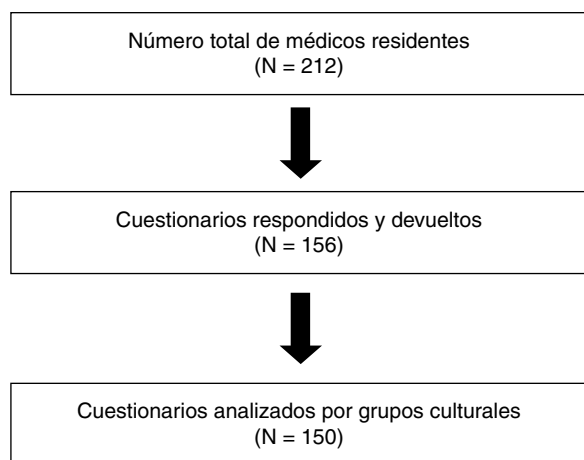 Número total de médicos residentes
(N = 212)
Cuestionarios respondidos y devueltos
(N = 156)
Cuestionarios analizados por grupos culturales
(N = 150)